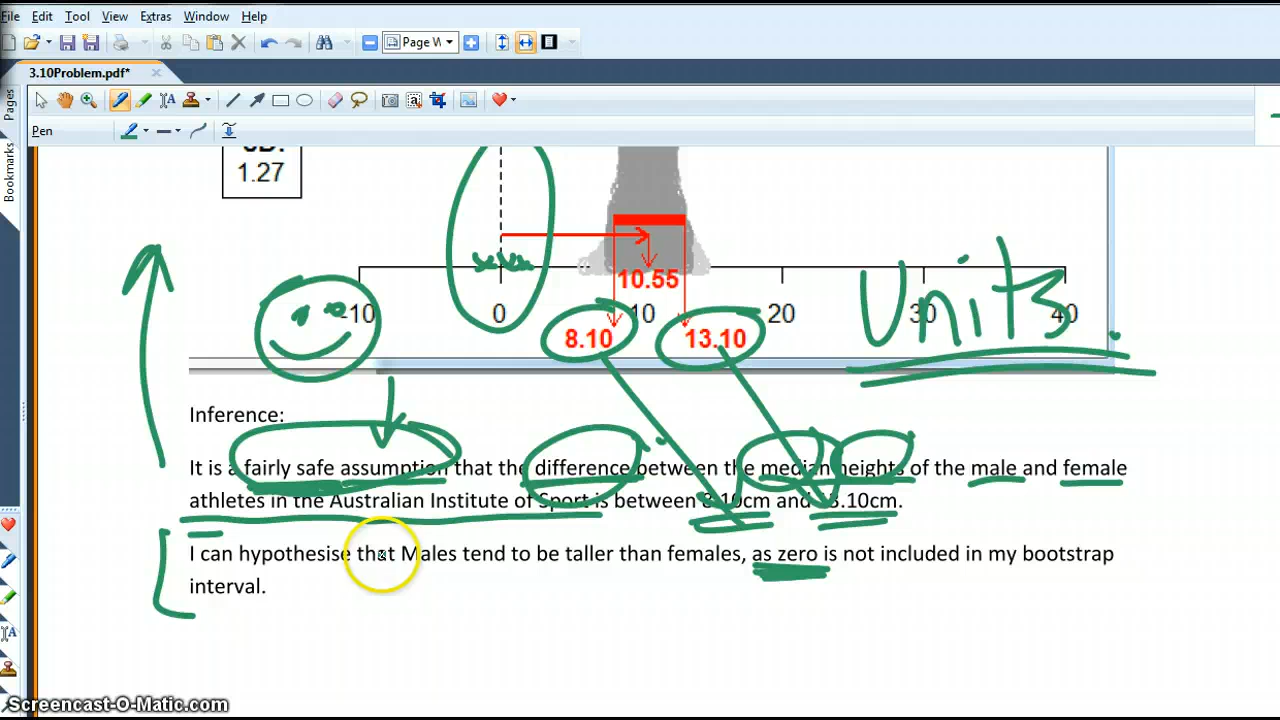 File Edit Tool View Extras Window Help
Page W
3.10Problem.pdf*
Pages
Bookmarks
Pen
1.27
10.55
-10 0 10 20 30 40
8.10 13.10
Units.
Inference:
It is a fairly safe assumption that the difference between the median heights of the male and female
athletes in the Australian Institute of Sport is between 8.10cm and 13.10cm.
I can hypothesise that Males tend to be taller than females, as zero is not included in my bootstrap
interval.
Screencast-O-Matic.com